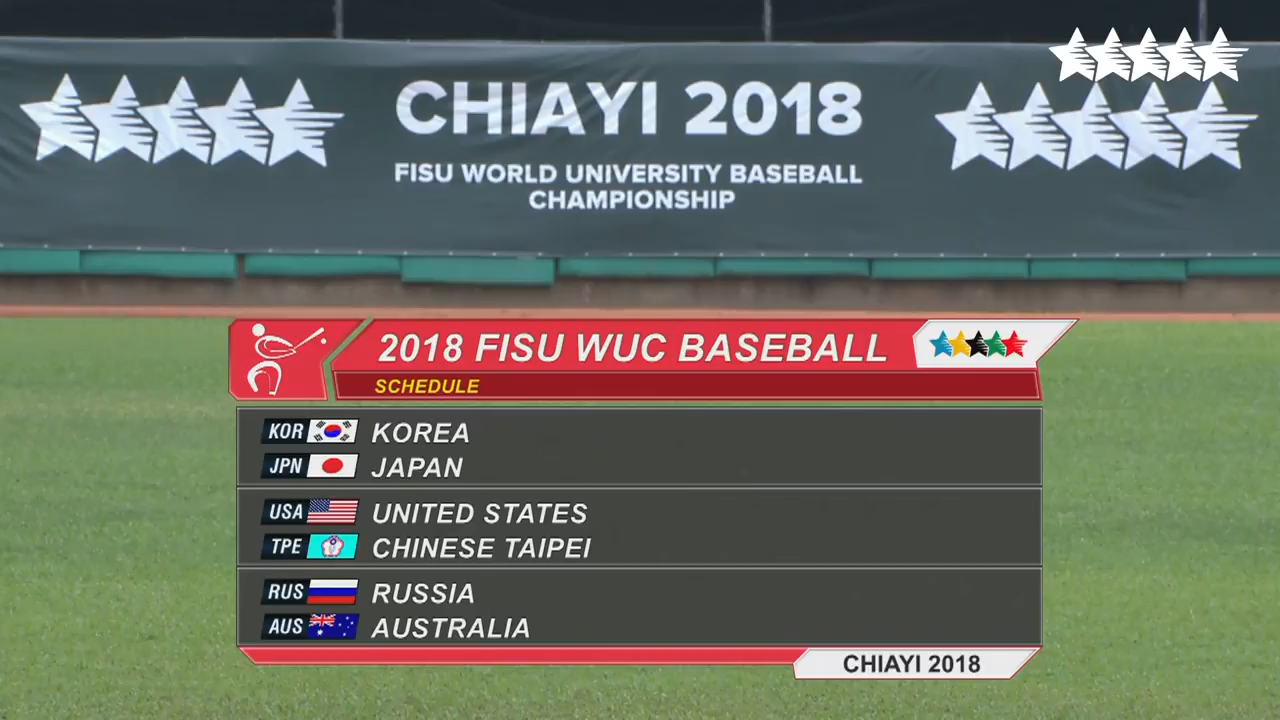 CHIAYI 2018
FISU WORLD UNIVERSITY BASEBALL
CHAMPIONSHIP
2018 FISU WUC BASEBALL
SCHEDULE
KOR KOREA
JPN JAPAN
USA UNITED STATES
TPE CHINESE TAIPEI
RUS RUSSIA
AUS AUSTRALIA
CHIAYI 2018